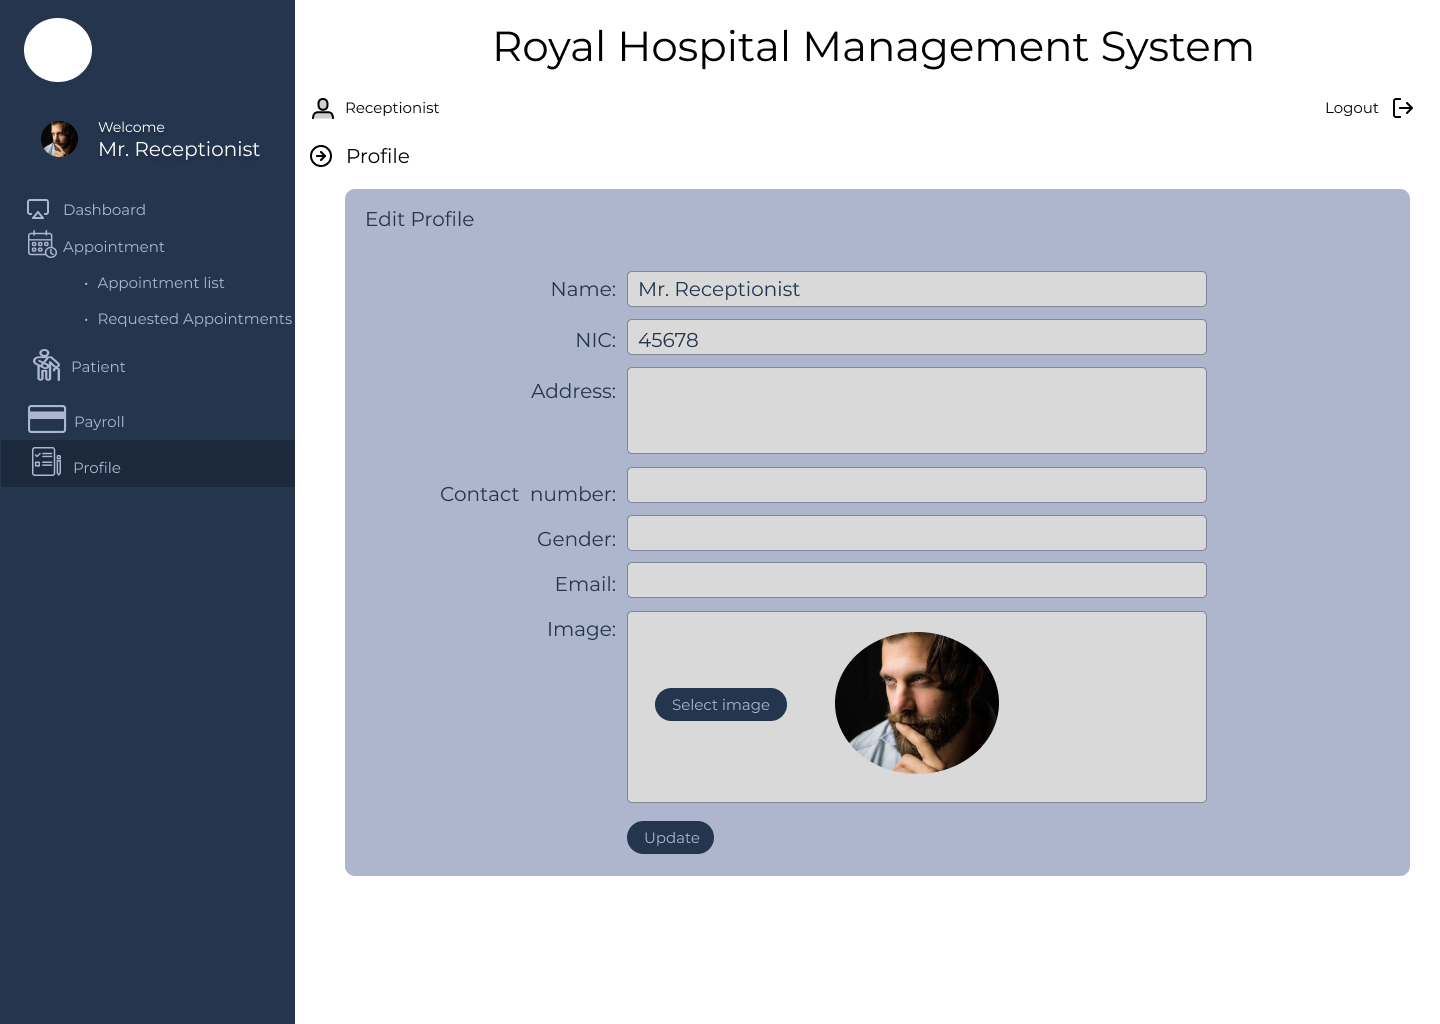 Royal Hospital Management System
Welcome
Mr. Receptionist
Dashboard
Appointment
• Appointment list
• Requested Appointments
Patient
Payroll
Profile
Receptionist
Logout
Profile
Edit Profile
Name: Mr. Receptionist
NIC: 45678
Address:
Contact number:
Gender:
Email:
Image:
Select image
Update